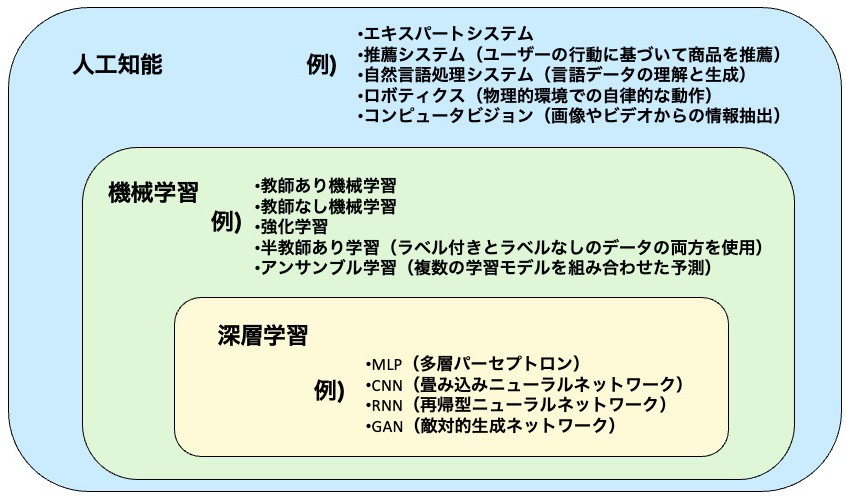 人工知能
例)
・エキスパートシステム
・推薦システム（ユーザーの行動に基づいて商品を推薦）
・自然言語処理システム（言語データの理解と生成）
・ロボティクス（物理的環境での自律的な動作）
・コンピュータビジョン（画像やビデオからの情報抽出）
機械学習
例)
・教師あり機械学習
・教師なし機械学習
・強化学習
・半教師あり学習（ラベル付きとラベルなしのデータの両方を使用）
・アンサンブル学習（複数の学習モデルを組み合わせた予測）
深層学習
例)
・MLP（多層パーセプトロン）
・CNN（畳み込みニューラルネットワーク）
・RNN（再帰型ニューラルネットワーク）
・GAN（敵対的生成ネットワーク）